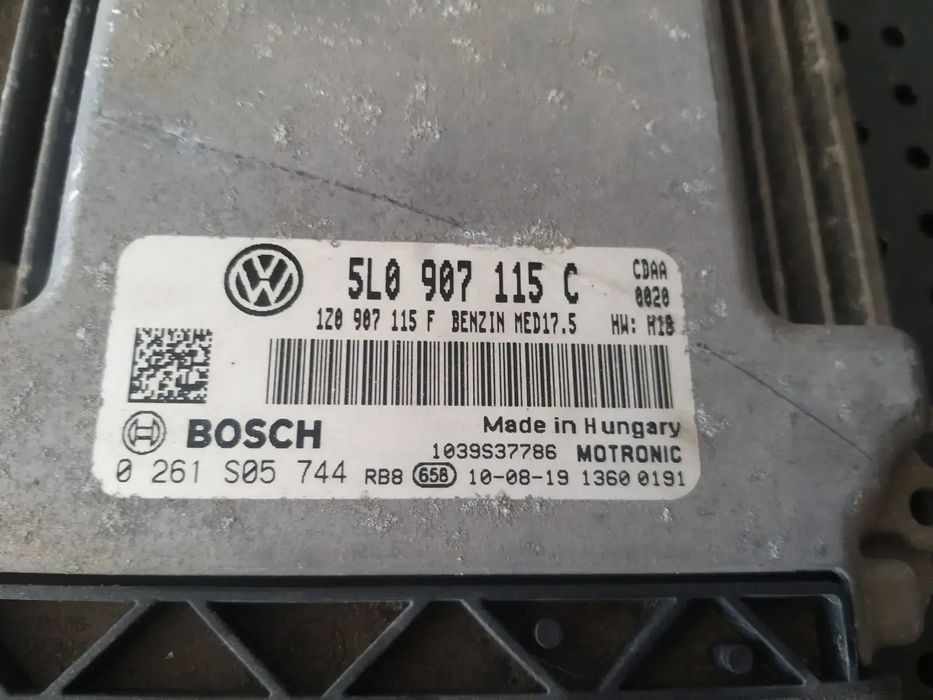 5L0 907 115 C
CDAA
0020
1Z0 907 115 F BENZIN MED17.5
HW: H18
BOSCH
Made in Hungary
1039S37786 MOTRONIC
0 261 S05 744 RB8 658 10-08-19 1360 0191